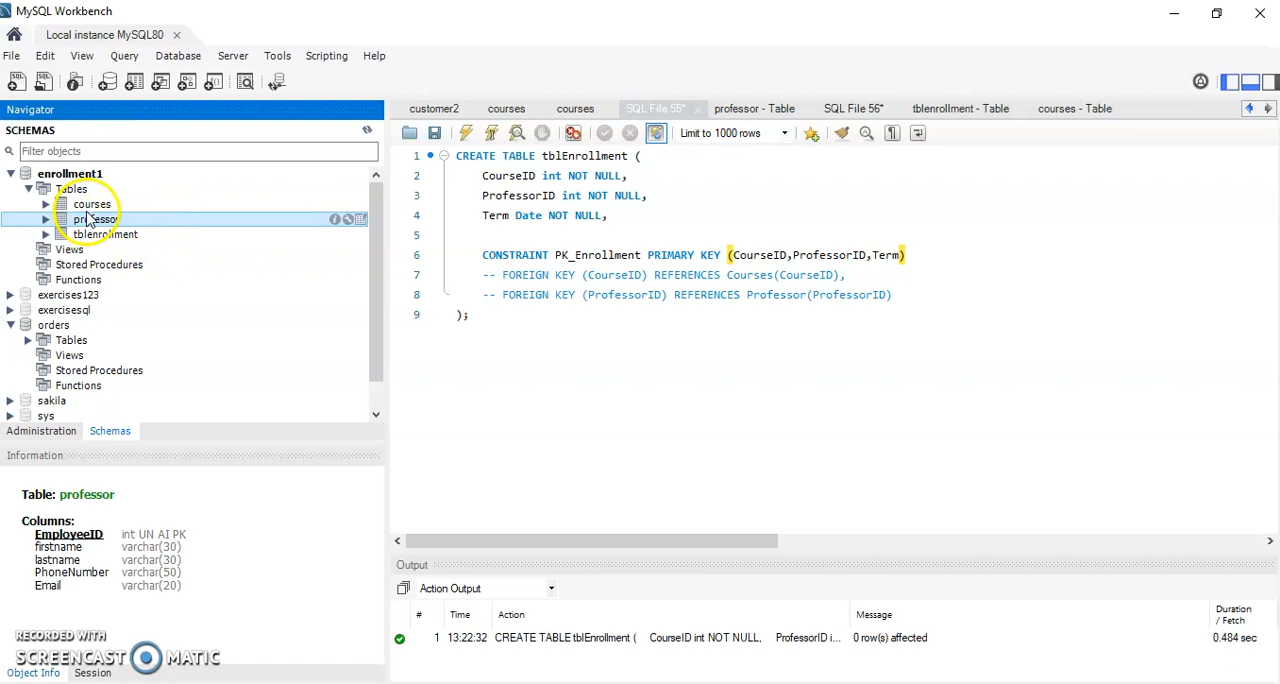 MySQL Workbench
Local instance MySQL80
File Edit View Query Database Server Tools Scripting Help
Navigator
SCHEMAS
Filter objects
enrollment1
Tables
courses
professor
tblenrollment
Views
Stored Procedures
Functions
exercises123
exercisesql
orders
Tables
Views
Stored Procedures
Functions
sakila
sys
Administration Schemas
Information
Table: professor
Columns:
EmployeeID int UN AI PK
firstname varchar(30)
lastname varchar(30)
PhoneNumber varchar(50)
Email varchar(20)
RECORDED WITH
SCREENCAST MATIC
Object Info Session
customer2 courses courses SQL File 55* professor - Table SQL File 56* tblenrollment - Table courses - Table
Limit to 1000 rows
1 CREATE TABLE tblEnrollment (
2 CourseID int NOT NULL,
3 ProfessorID int NOT NULL,
4 Term Date NOT NULL,
5
6 CONSTRAINT PK_Enrollment PRIMARY KEY (CourseID,ProfessorID,Term)
7 -- FOREIGN KEY (CourseID) REFERENCES Courses(CourseID),
8 -- FOREIGN KEY (ProfessorID) REFERENCES Professor(ProfessorID)
9 );
Output
Action Output
# Time Action Message Duration / Fetch
1 13:22:32 CREATE TABLE tblEnrollment ( CourseID int NOT NULL, ProfessorID i... 0 row(s) affected 0.484 sec